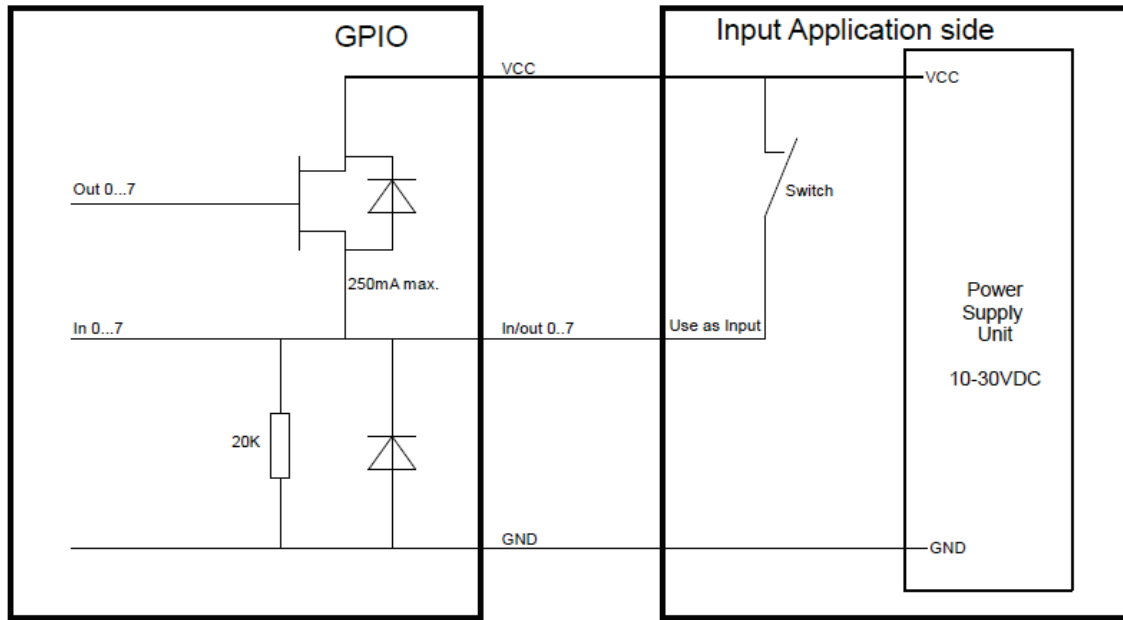 GPIO
Input Application side
VCC
VCC
Out 0...7
Switch
250mA max.
In 0...7
In/out 0..7
Use as Input
Power
Supply
Unit
10-30VDC
20K
GND
GND